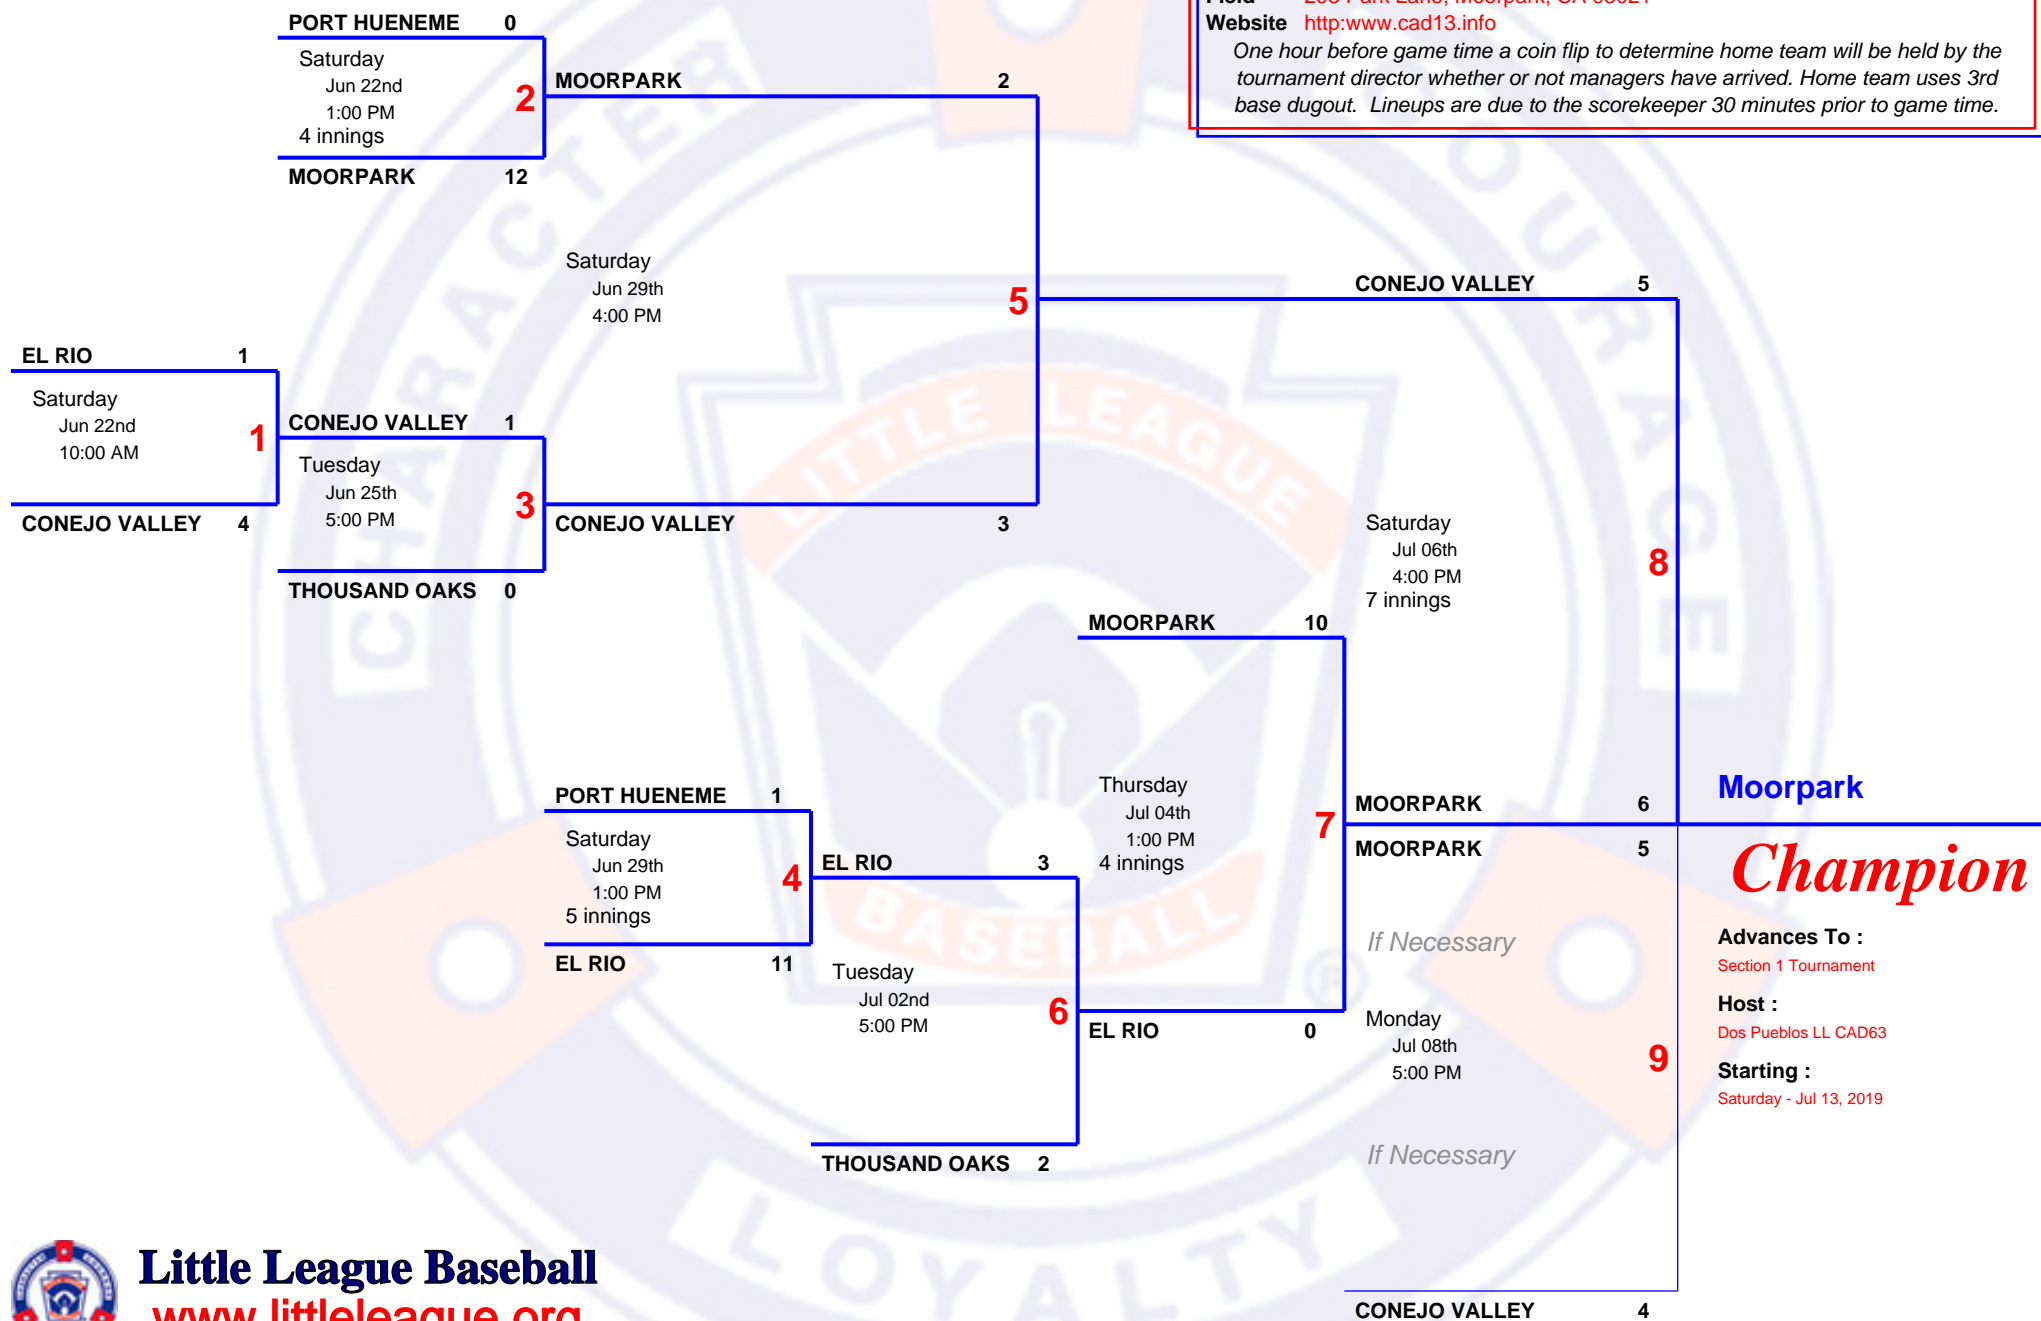 Website http:www.cad13.info
One hour before game time a coin flip to determine home team will be held by the
tournament director whether or not managers have arrived. Home team uses 3rd
base dugout. Lineups are due to the scorekeeper 30 minutes prior to game time.
PORT HUENEME 0
Saturday
Jun 22nd
1:00 PM
4 innings
2
MOORPARK 12
MOORPARK 2
Saturday
Jun 29th
4:00 PM
5
CONEJO VALLEY 5
EL RIO 1
Saturday
Jun 22nd
10:00 AM
1
CONEJO VALLEY 4
CONEJO VALLEY 1
Tuesday
Jun 25th
5:00 PM
3
THOUSAND OAKS 0
CONEJO VALLEY 3
Saturday
Jul 06th
4:00 PM
7 innings
8
MOORPARK 10
PORT HUENEME 1
Saturday
Jun 29th
1:00 PM
5 innings
4
EL RIO 11
EL RIO 3
Tuesday
Jul 02nd
5:00 PM
6
THOUSAND OAKS 2
Thursday
Jul 04th
1:00 PM
4 innings
7
EL RIO 0
MOORPARK 6
MOORPARK 5
If Necessary
Monday
Jul 08th
5:00 PM
9
If Necessary
CONEJO VALLEY 4
Moorpark
Champion
Advances To :
Section 1 Tournament
Host :
Dos Pueblos LL CAD63
Starting :
Saturday - Jul 13, 2019
CHARACTER
COURAGE
LOYALTY
LITTLE LEAGUE
BASEBALL
®
Little League Baseball
www.littleleague.org